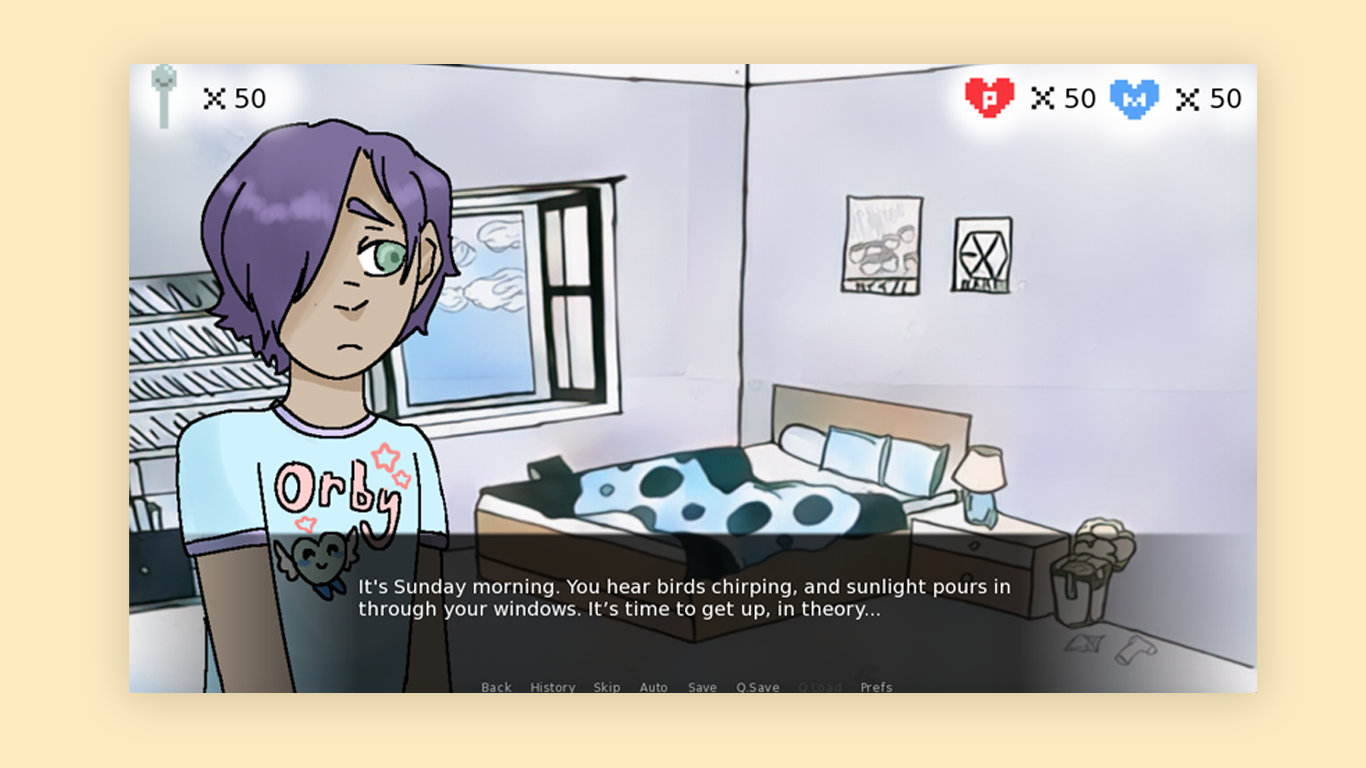 X 50
P X 50 M X 50
EX
Orby
It's Sunday morning. You hear birds chirping, and sunlight pours in
through your windows. It’s time to get up, in theory...
Back History Skip Auto Save Q.Save Q.Load Prefs